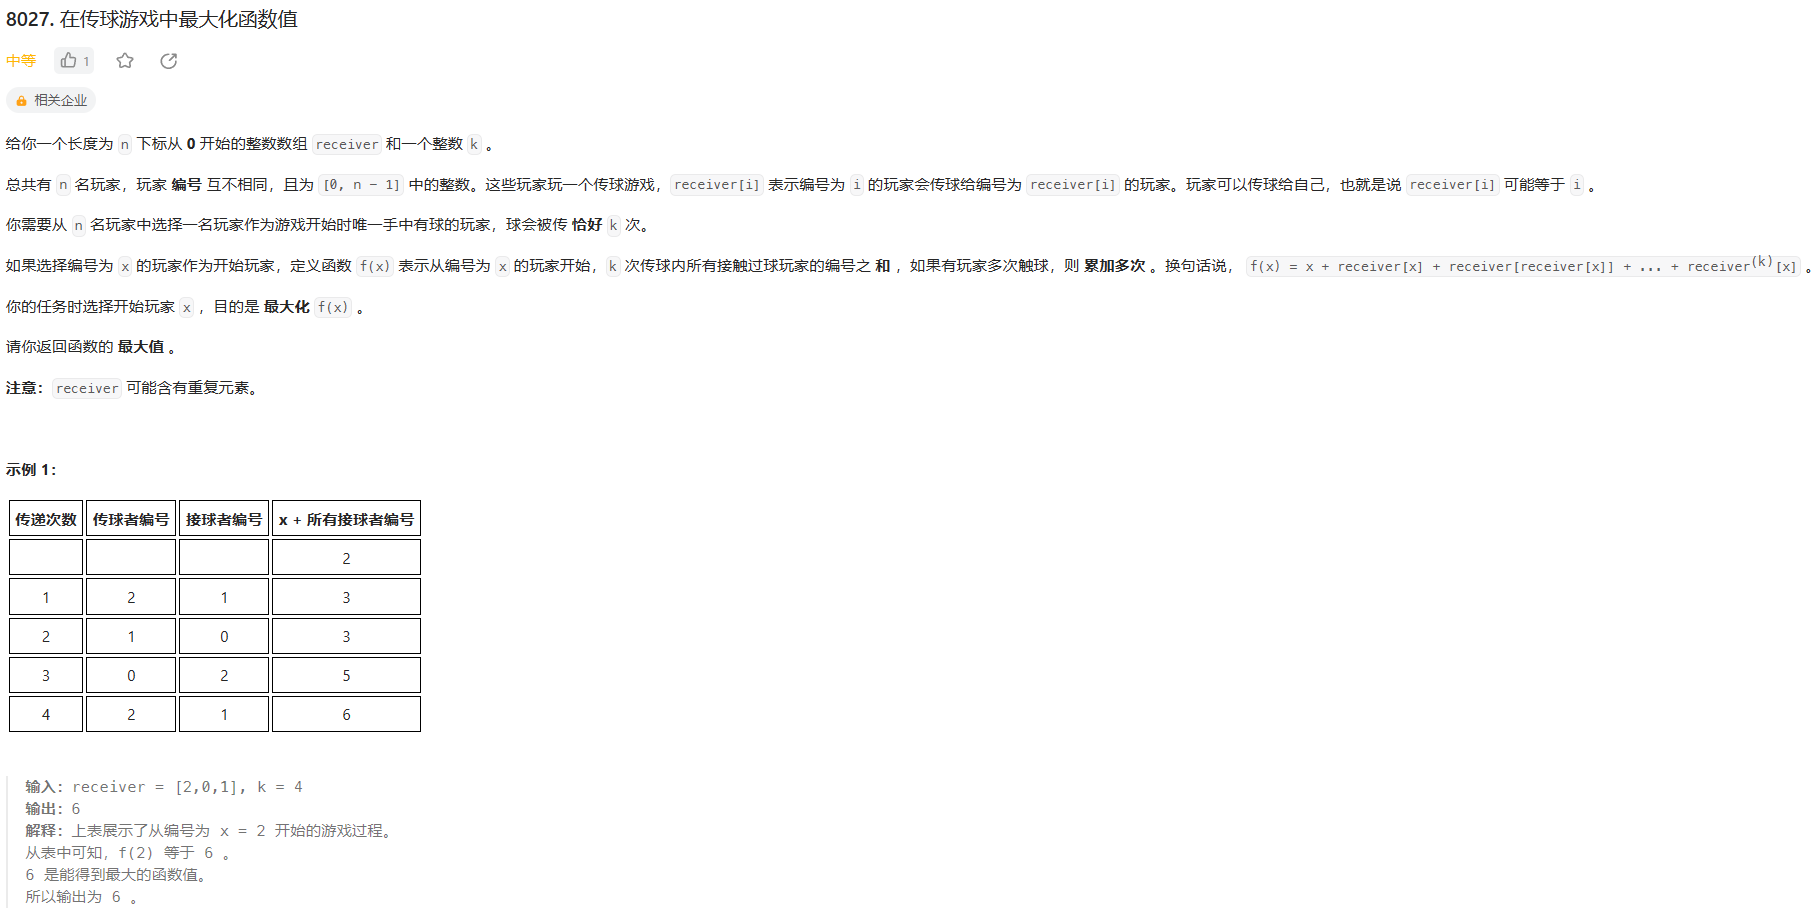 8027. 在传球游戏中最大化函数值
中等 1
相关企业
给你一个长度为 n 下标从 0 开始的整数数组 receiver 和一个整数 k 。
总共有 n 名玩家，玩家 编号 互不相同，且为 [0, n - 1] 中的整数。这些玩家玩一个传球游戏，receiver[i] 表示编号为 i 的玩家会传球给编号为 receiver[i] 的玩家。玩家可以传球给自己，也就是说 receiver[i] 可能等于 i 。
你需要从 n 名玩家中选择一名玩家作为游戏开始时唯一手中有球的玩家，球会被传 恰好 k 次。
如果选择编号为 x 的玩家作为开始玩家，定义函数 f(x) 表示从编号为 x 的玩家开始，k 次传球内所有接触过球玩家的编号之 和 ，如果有玩家多次触球，则 累加多次 。换句话说， f(x) = x + receiver[x] + receiver[receiver[x]] + ... + receiver(k)[x] 。
你的任务时选择开始玩家 x ，目的是 最大化 f(x) 。
请你返回函数的 最大值 。
注意：receiver 可能含有重复元素。
示例 1：
传递次数 传球者编号 接球者编号 x + 所有接球者编号
2
1 2 1 3
2 1 0 3
3 0 2 5
4 2 1 6
输入：receiver = [2,0,1], k = 4
输出：6
解释：上表展示了从编号为 x = 2 开始的游戏过程。
从表中可知，f(2) 等于 6 。
6 是能得到最大的函数值。
所以输出为 6 。